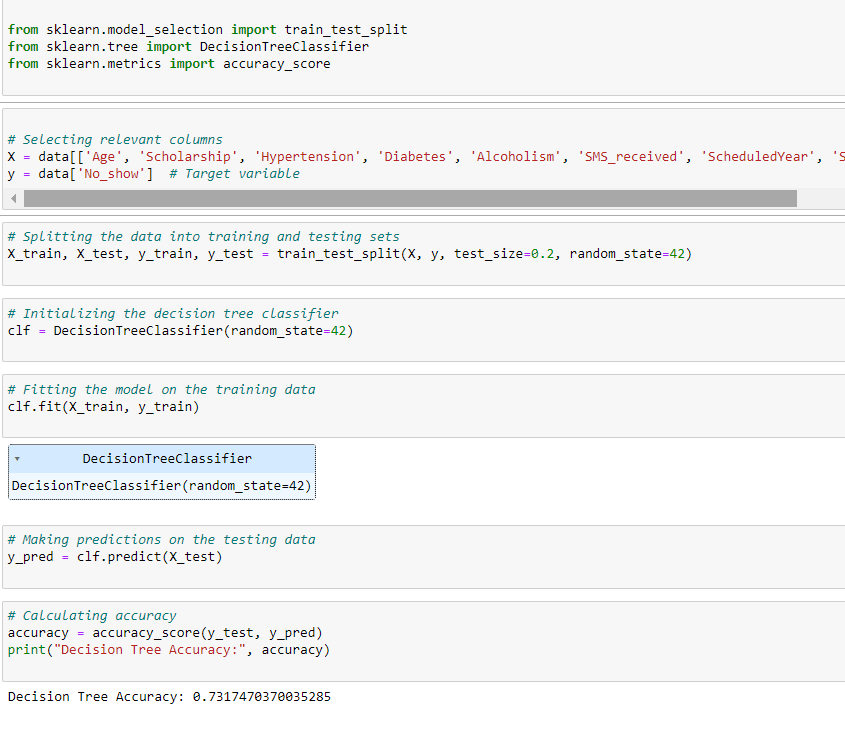 from sklearn.model_selection import train_test_split
from sklearn.tree import DecisionTreeClassifier
from sklearn.metrics import accuracy_score
# Selecting relevant columns
X = data[['Age', 'Scholarship', 'Hypertension', 'Diabetes', 'Alcoholism', 'SMS_received', 'ScheduledYear', 'S
y = data['No_show']  # Target variable
# Splitting the data into training and testing sets
X_train, X_test, y_train, y_test = train_test_split(X, y, test_size=0.2, random_state=42)
# Initializing the decision tree classifier
clf = DecisionTreeClassifier(random_state=42)
# Fitting the model on the training data
clf.fit(X_train, y_train)
DecisionTreeClassifier
DecisionTreeClassifier(random_state=42)
# Making predictions on the testing data
y_pred = clf.predict(X_test)
# Calculating accuracy
accuracy = accuracy_score(y_test, y_pred)
print("Decision Tree Accuracy:", accuracy)
Decision Tree Accuracy: 0.7317470370035285